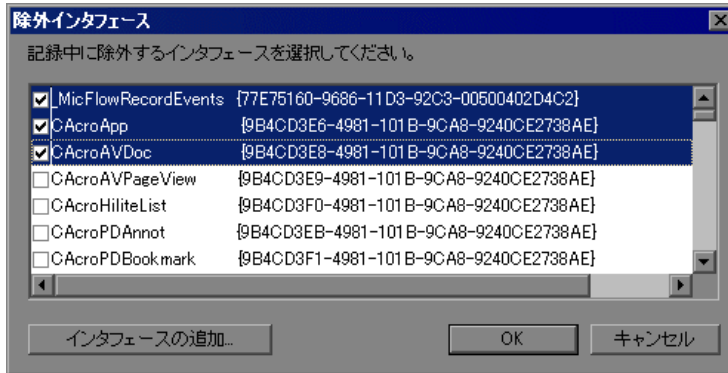 除外インタフェース
記録中に除外するインタフェースを選択してください。
_MicFlowRecordEvents {77E75160-9686-11D3-92C3-00500402D4C2}
CAcroApp {9B4CD3E6-4981-101B-9CA8-9240CE2738AE}
CAcroAVDoc {9B4CD3E8-4981-101B-9CA8-9240CE2738AE}
CAcroAVPageView {9B4CD3E9-4981-101B-9CA8-9240CE2738AE}
CAcroHiliteList {9B4CD3F0-4981-101B-9CA8-9240CE2738AE}
CAcroPDAnnot {9B4CD3EB-4981-101B-9CA8-9240CE2738AE}
CAcroPDBookmark {9B4CD3F1-4981-101B-9CA8-9240CE2738AE}
インタフェースの追加... OK キャンセル